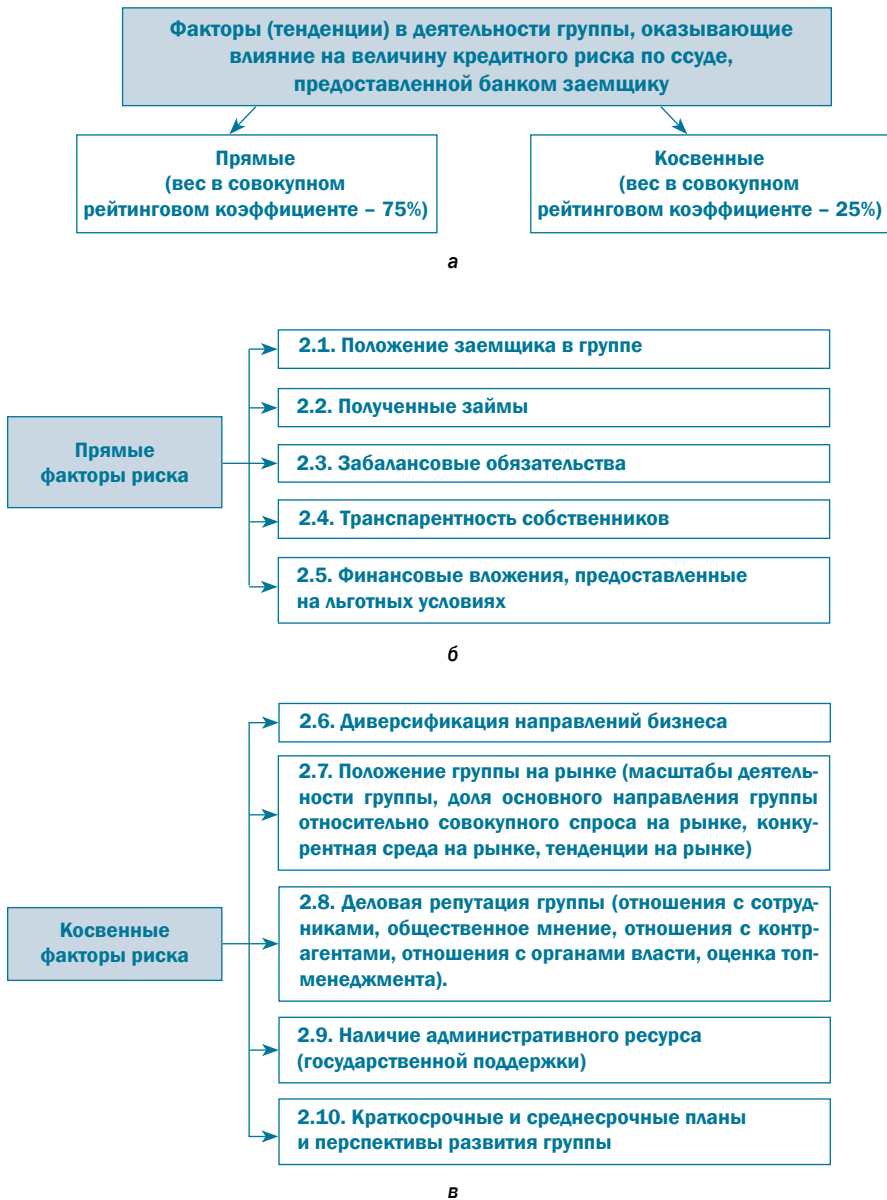 Факторы (тенденции) в деятельности группы, оказывающие
влияние на величину кредитного риска по ссуде,
предоставленной банком заемщику
Прямые
(вес в совокупном
рейтинговом коэффициенте – 75%)
Косвенные
(вес в совокупном
рейтинговом коэффициенте – 25%)
а
2.1. Положение заемщика в группе
2.2. Полученные займы
Прямые
факторы риска
2.3. Забалансовые обязательства
2.4. Транспарентность собственников
2.5. Финансовые вложения, предоставленные
на льготных условиях
б
2.6. Диверсификация направлений бизнеса
2.7. Положение группы на рынке (масштабы деятель-
ности группы, доля основного направления группы
относительно совокупного спроса на рынке, конку-
рентная среда на рынке, тенденции на рынке)
Косвенные
факторы риска
2.8. Деловая репутация группы (отношения с сотруд-
никами, общественное мнение, отношения с контр-
агентами, отношения с органами власти, оценка топ-
менеджмента).
2.9. Наличие административного ресурса
(государственной поддержки)
2.10. Краткосрочные и среднесрочные планы
и перспективы развития группы
в